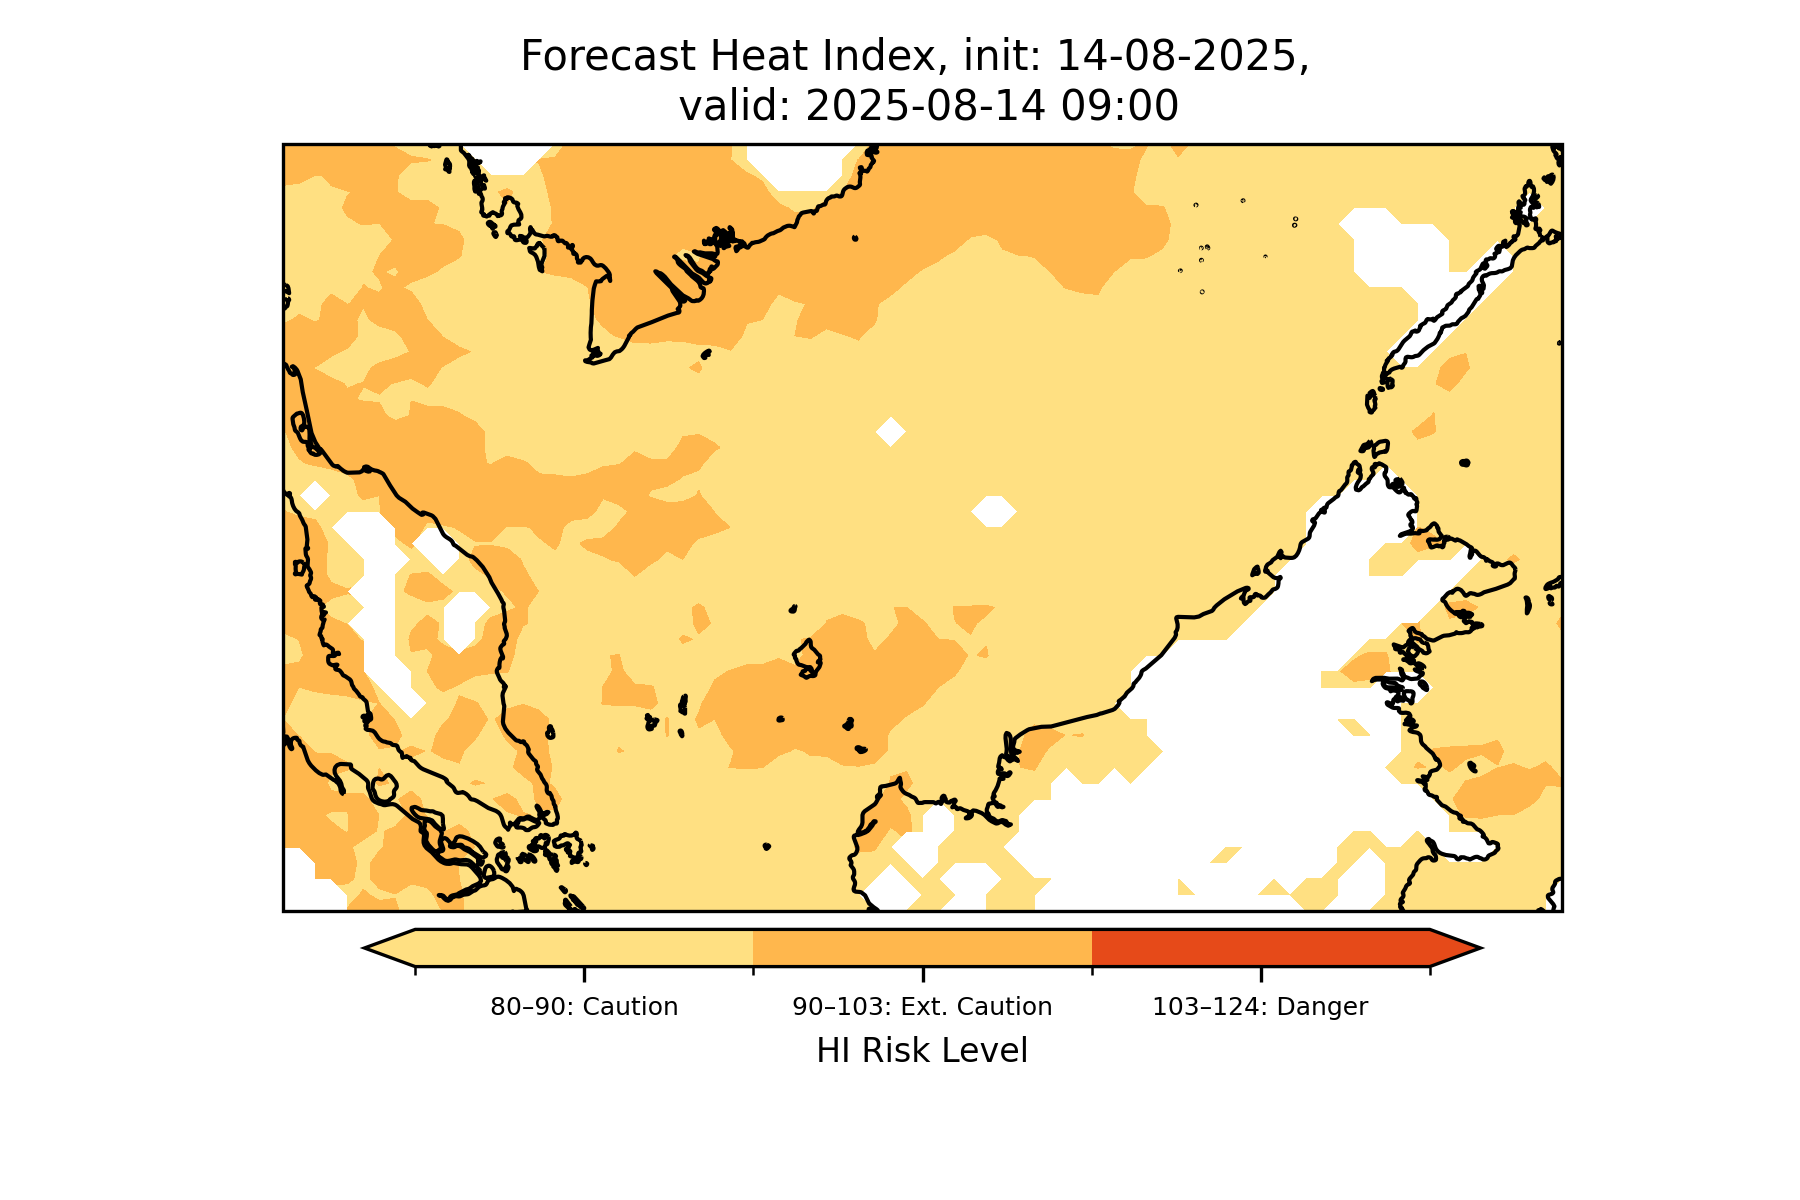 Forecast Heat Index, init: 14-08-2025,
valid: 2025-08-14 09:00
80–90: Caution
90–103: Ext. Caution
103–124: Danger
HI Risk Level